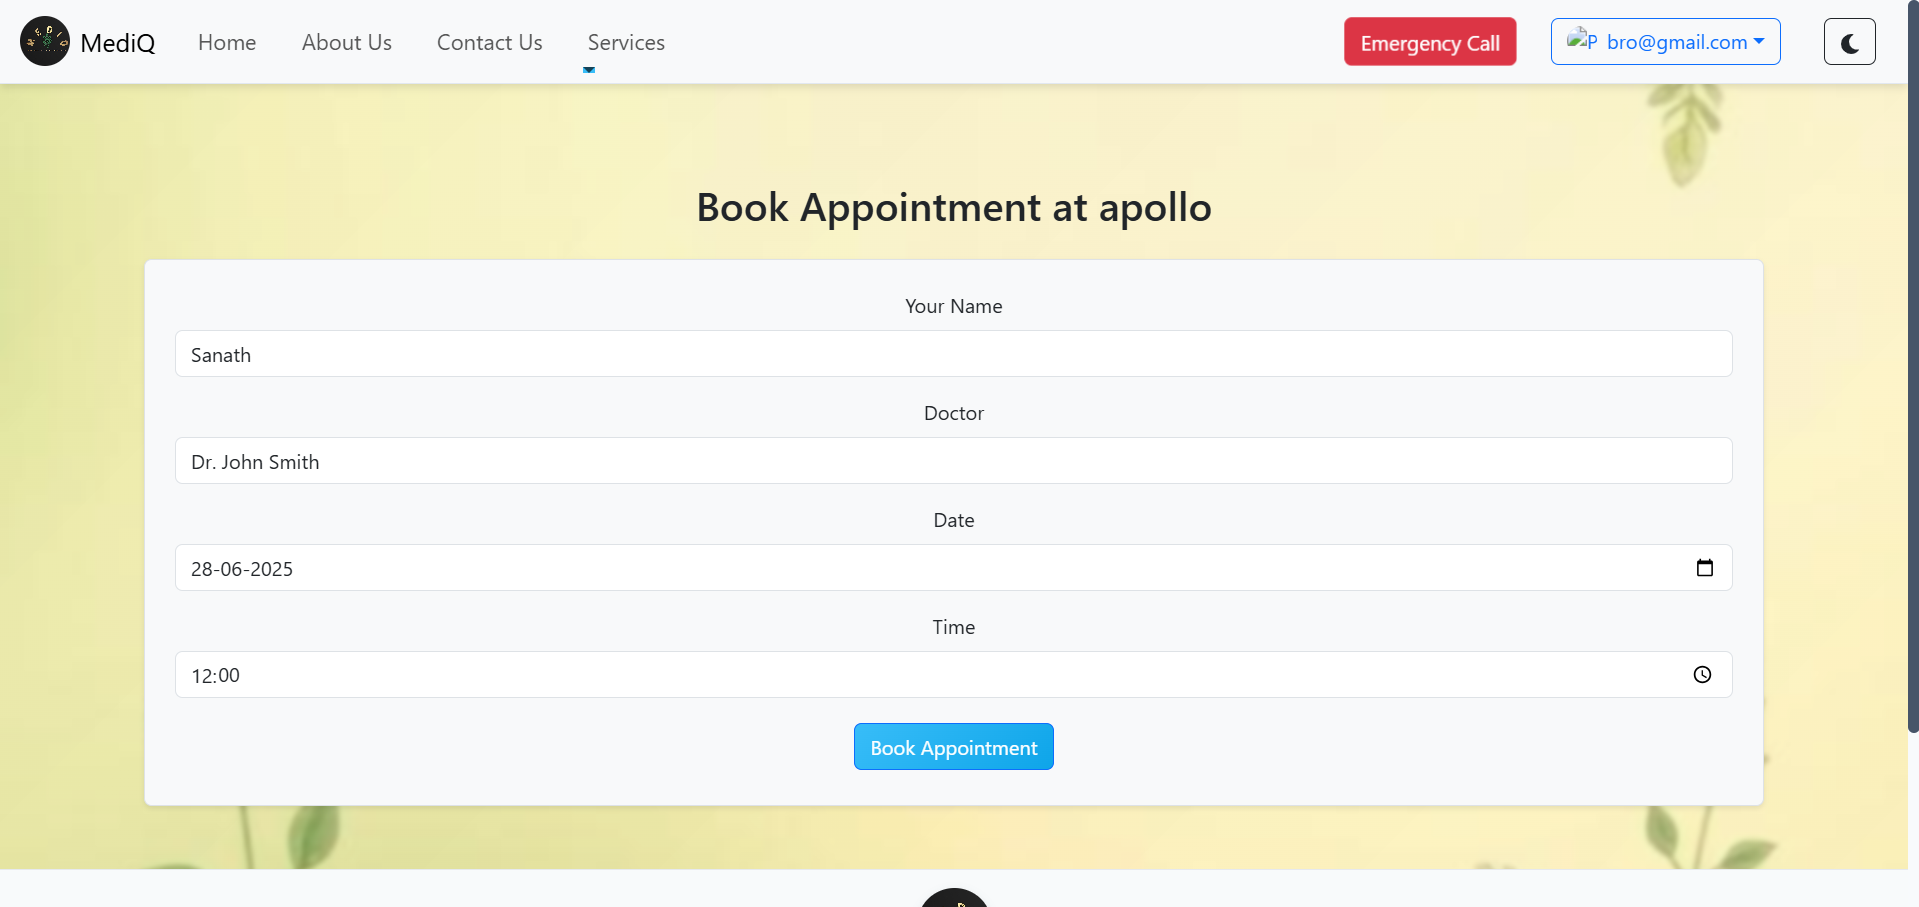 MediQ Home About Us Contact Us Services Emergency Call P bro@gmail.com
Book Appointment at apollo
Your Name
Sanath
Doctor
Dr. John Smith
Date
28-06-2025
Time
12:00
Book Appointment